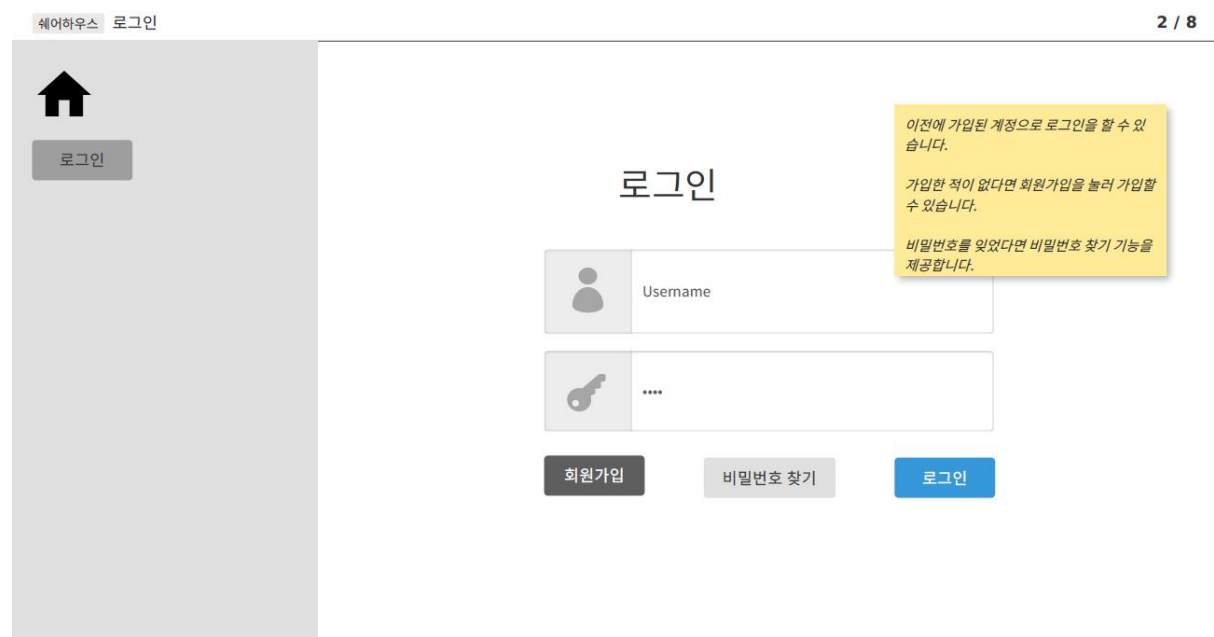 쉐어하우스 로그인
2 / 8
로그인
로그인
이전에 가입된 계정으로 로그인을 할 수 있
습니다.
가입한 적이 없다면 회원가입을 눌러 가입할
수 있습니다.
비밀번호를 잊었다면 비밀번호 찾기 기능을
제공합니다.
Username
••••
회원가입
비밀번호 찾기
로그인